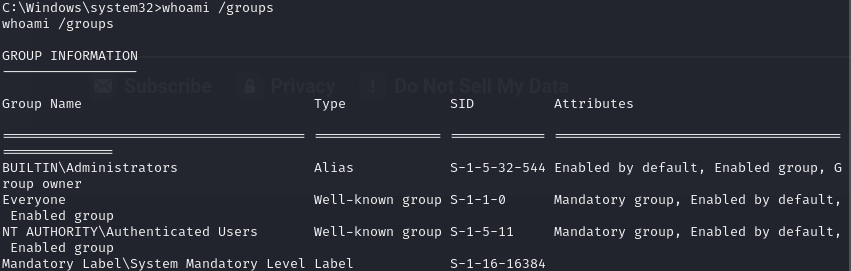 C:\Windows\system32>whoami /groups
whoami /groups
GROUP INFORMATION
Subscribe Privacy ! Do Not Sell My Data
Group Name Type SID Attributes
BUILTIN\Administrators Alias S-1-5-32-544 Enabled by default, Enabled group, G
roup owner
Everyone Well-known group S-1-1-0 Mandatory group, Enabled by default,
Enabled group
NT AUTHORITY\Authenticated Users Well-known group S-1-5-11 Mandatory group, Enabled by default,
Enabled group
Mandatory Label\System Mandatory Level Label S-1-16-16384